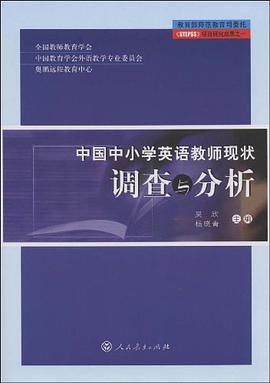 教育部师范教育司委托
《STEPSS》项目研究成果之一
全国教师教育学会
中国教育学会外语教学专业委员会
奥鹏远程教育中心
中国中小学英语教师现状
调查与分析
吴欣
杨晓青 主编
人民教育出版社